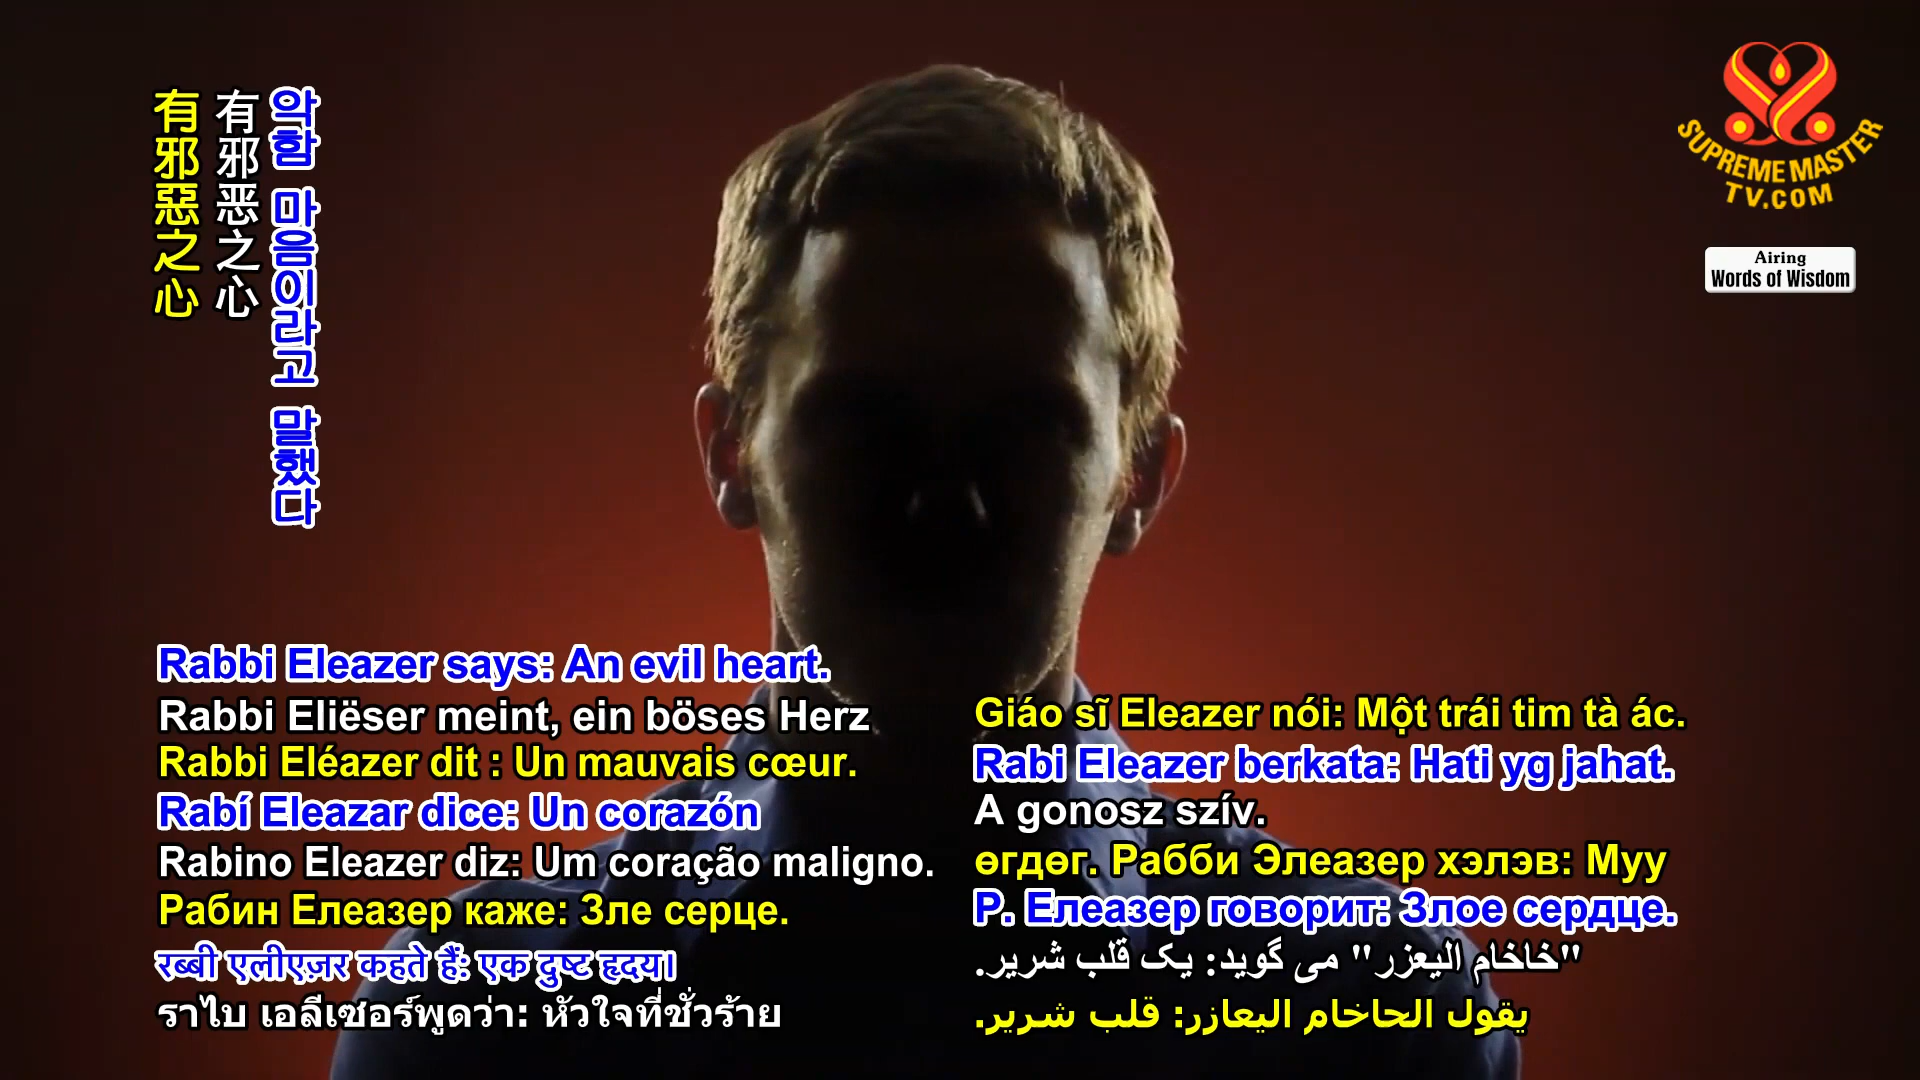 有邪惡之心
有邪恶之心
악함 마음이라고 말했다
SUPREME MASTER
TV.COM
Airing
Words of Wisdom
Rabbi Eleazer says: An evil heart.
Rabbi Eliëser meint, ein böses Herz
Rabbi Eléazer dit : Un mauvais cœur.
Rabí Eleazar dice: Un corazón
Rabino Eleazer diz: Um coração maligno.
Рабин Елеазер каже: Зле серце.
रब्बी एलीएज़र कहते हैं: एक दुष्ट हृदय।
ราไบ เอลีเซอร์พูดว่า: หัวใจที่ชั่วร้าย
Giáo sĩ Eleazer nói: Một trái tim tà ác.
Rabi Eleazer berkata: Hati yg jahat.
A gonosz szív.
өгдөг. Рабби Элеазер хэлэв: Муу
Р. Елеазер говорит: Злое сердце.
"خاخام الیعزر" می گوید: یک قلب شریر.
يقول الحاخام اليعازر: قلب شرير.